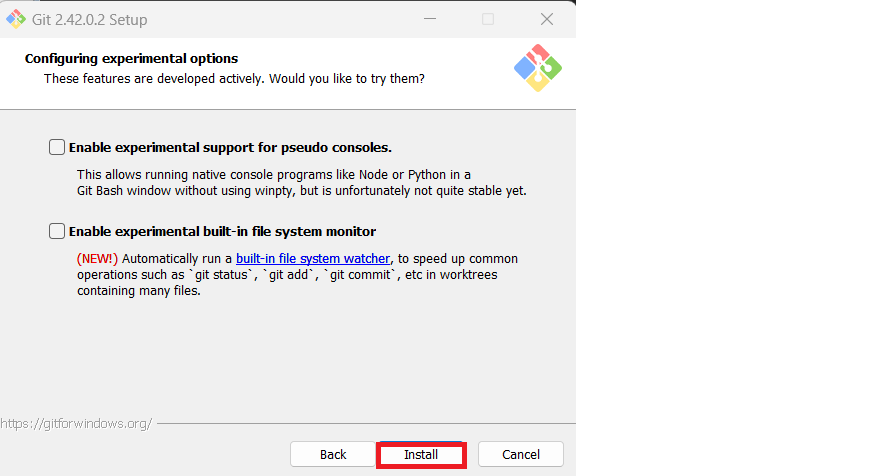 Git 2.42.0.2 Setup
Configuring experimental options
These features are developed actively. Would you like to try them?
Enable experimental support for pseudo consoles.
This allows running native console programs like Node or Python in a
Git Bash window without using winpty, but is unfortunately not quite stable yet.
Enable experimental built-in file system monitor
(NEW!) Automatically run a built-in file system watcher, to speed up common
operations such as `git status`, `git add`, `git commit`, etc in worktrees
containing many files.
https://gitforwindows.org/
Back Install Cancel